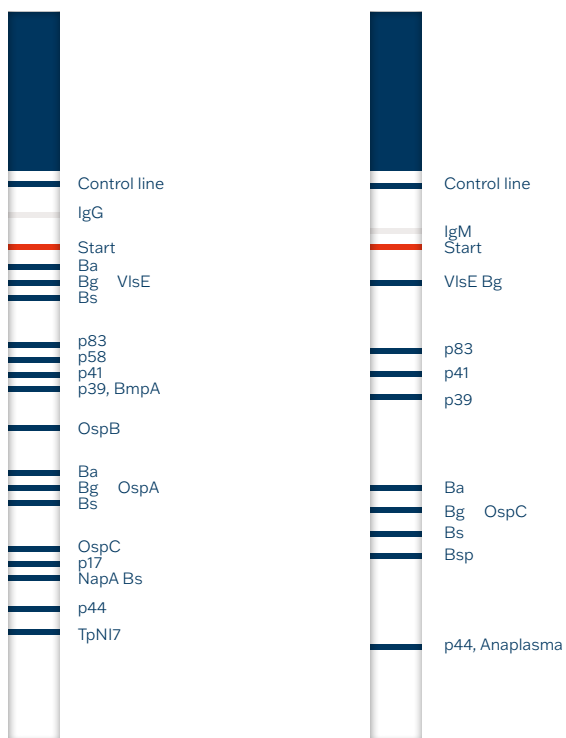 Control line
IgG
Start
Ba
Bg VlsE
Bs
p83
p58
p41
p39, BmpA
OspB
Ba
Bg OspA
Bs
OspC
p17
NapA Bs
p44
TpNI7
Control line
IgM
Start
VlsE Bg
p83
p41
p39
Ba
Bg OspC
Bs
Bsp
p44, Anaplasma